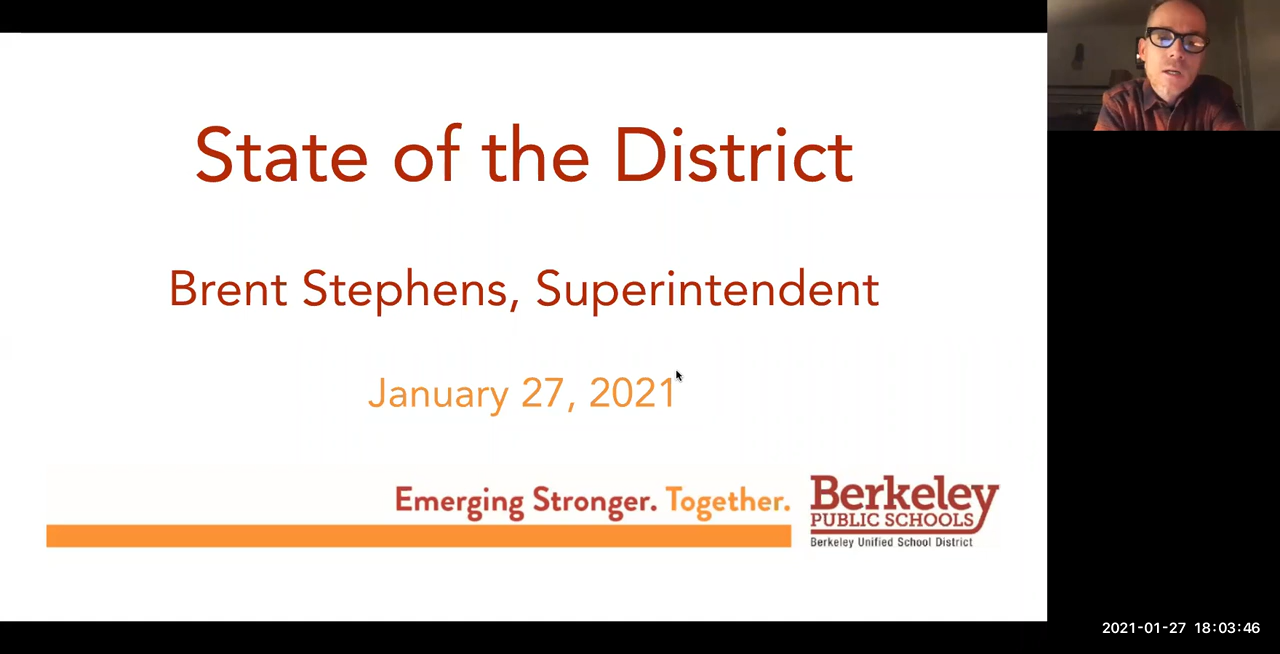 State of the District
Brent Stephens, Superintendent
January 27, 2021
Emerging Stronger. Together.
Berkeley
PUBLIC SCHOOLS
Berkeley Unified School District
2021-01-27 18:03:46